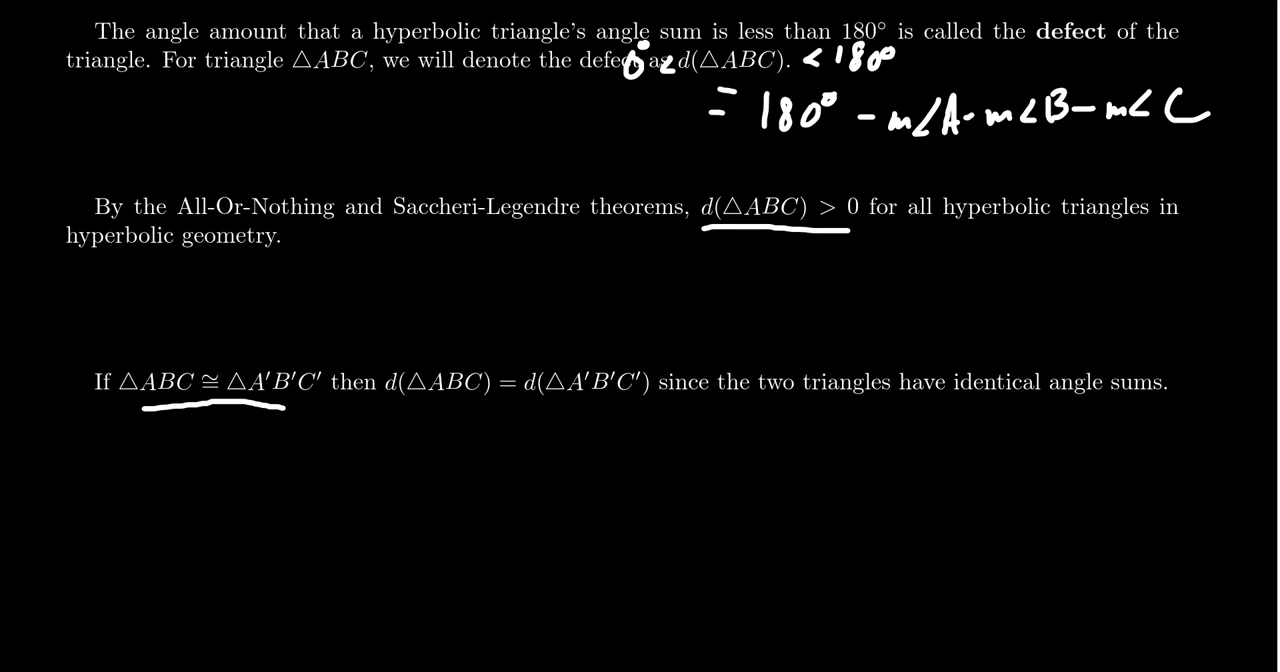 The angle amount that a hyperbolic triangle's angle sum is less than 180° is called the defect of the
triangle. For triangle △ABC, we will denote the defect as d(△ABC).
0° < < 180°
= 180° - m∠A - m∠B - m∠C
By the All-Or-Nothing and Saccheri-Legendre theorems, d(△ABC) > 0 for all hyperbolic triangles in
hyperbolic geometry.
If △ABC ≅ △A′B′C′ then d(△ABC) = d(△A′B′C′) since the two triangles have identical angle sums.